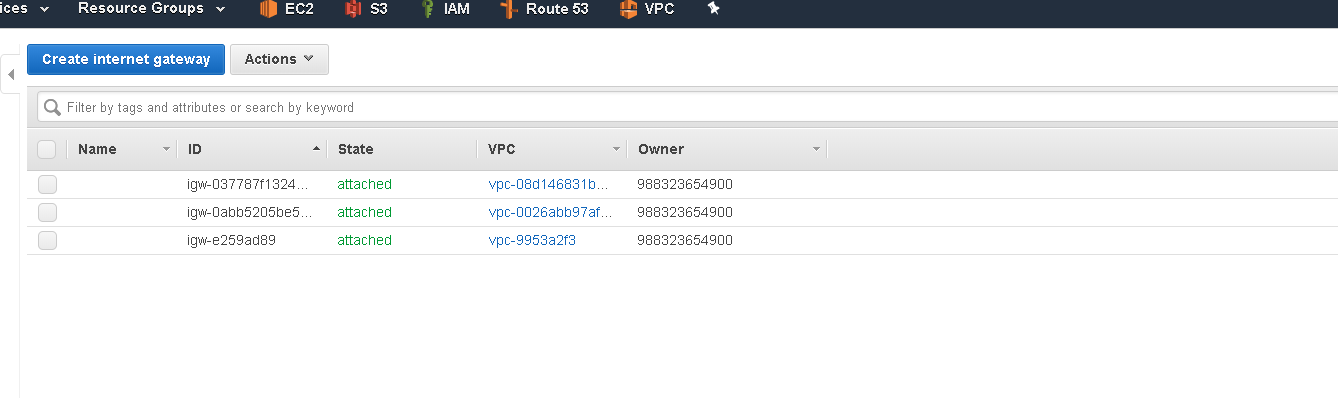 ices Resource Groups EC2 S3 IAM Route 53 VPC
Create internet gateway Actions
Filter by tags and attributes or search by keyword
Name ID State VPC Owner
igw-037787f1324... attached vpc-08d146831b... 988323654900
igw-0abb5205be5... attached vpc-0026abb97af... 988323654900
igw-e259ad89 attached vpc-9953a2f3 988323654900